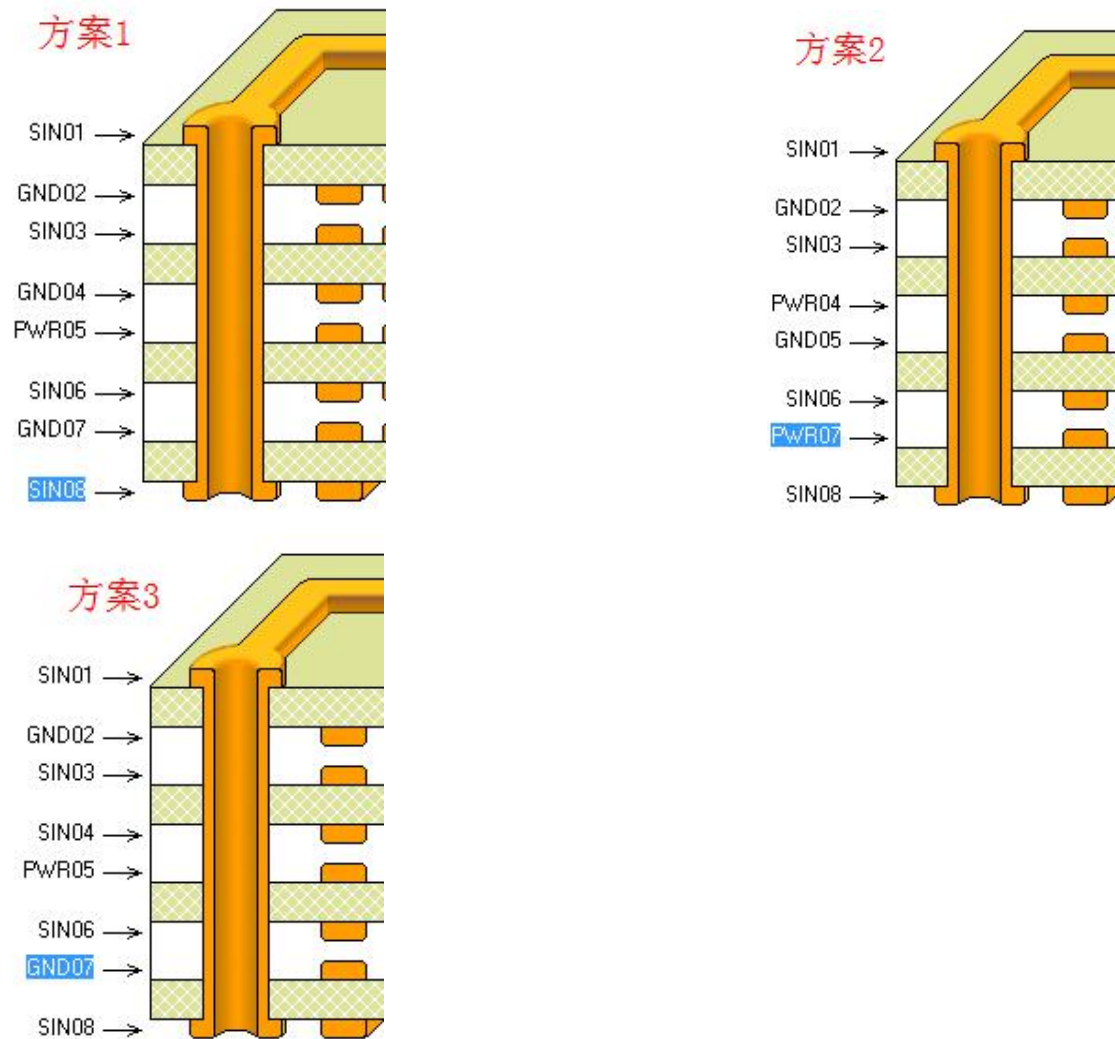 方案1
SIN01
GND02
SIN03
GND04
PWR05
SIN06
GND07
SIN08
方案2
SIN01
GND02
SIN03
PWR04
GND05
SIN06
PWR07
SIN08
方案3
SIN01
GND02
SIN03
SIN04
PWR05
SIN06
GND07
SIN08